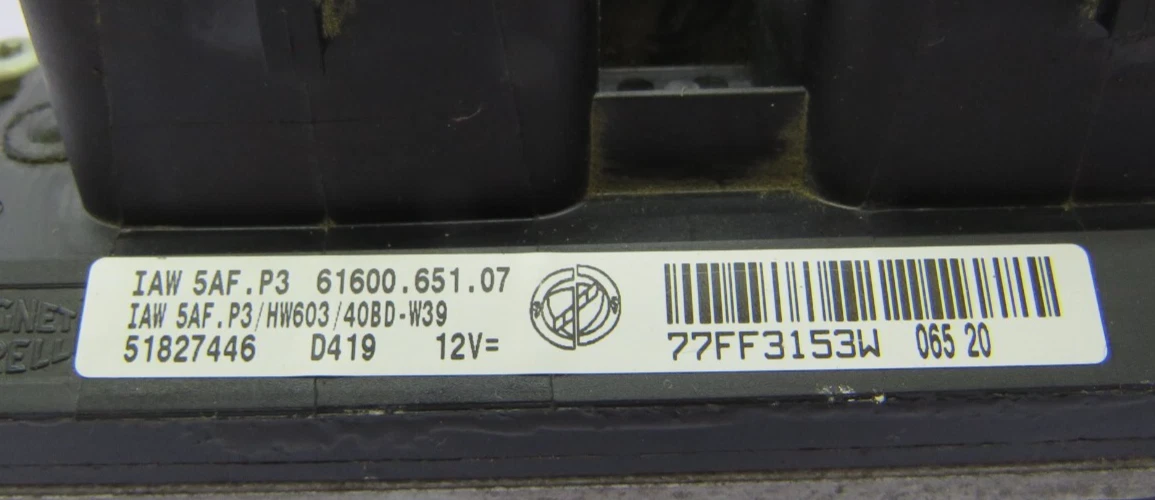 IAW 5AF.P3 61600.651.07
IAW 5AF.P3/HW603/40BD-W39
51827446 D419 12V=
77FF3153W 065 20